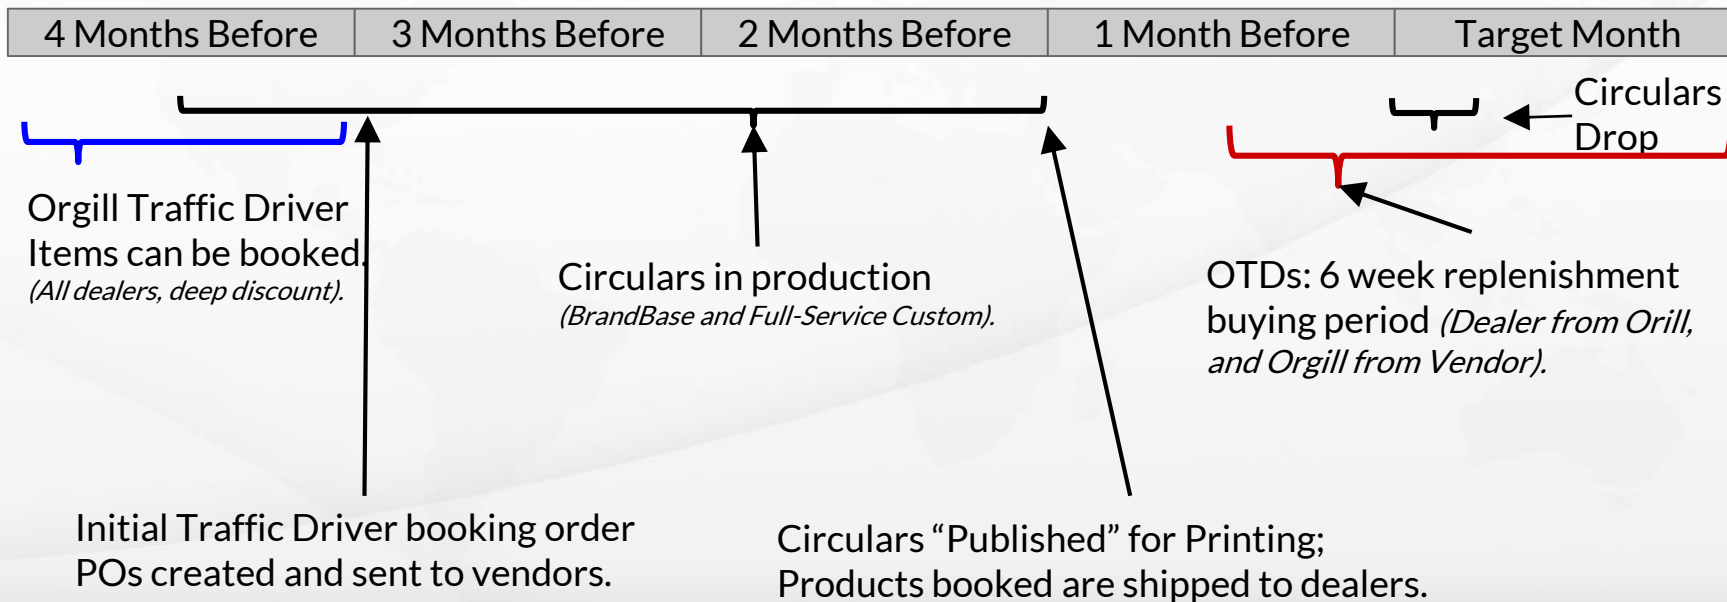 4 Months Before
3 Months Before
2 Months Before
1 Month Before
Target Month
Circulars
Drop
Orgill Traffic Driver
Items can be booked.
(All dealers, deep discount).
Circulars in production
(BrandBase and Full-Service Custom).
OTDs: 6 week replenishment
buying period (Dealer from Orill,
and Orgill from Vendor).
Initial Traffic Driver booking order
POs created and sent to vendors.
Circulars “Published” for Printing;
Products booked are shipped to dealers.